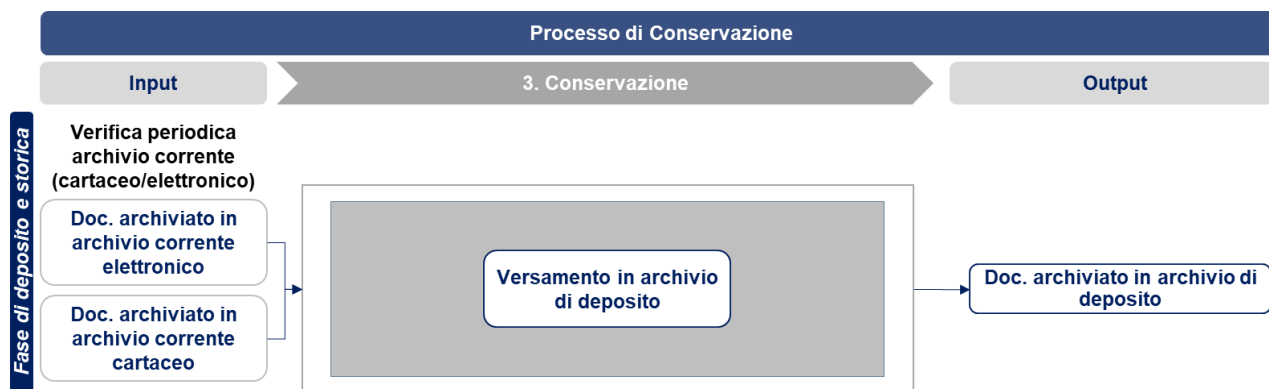 Processo di Conservazione
Input
3. Conservazione
Output
Fase di deposito e storica
Verifica periodica
archivio corrente
(cartaceo/elettronico)
Doc. archiviato in
archivio corrente
elettronico
Doc. archiviato in
archivio corrente
cartaceo
Versamento in archivio
di deposito
Doc. archiviato in archivio di
deposito